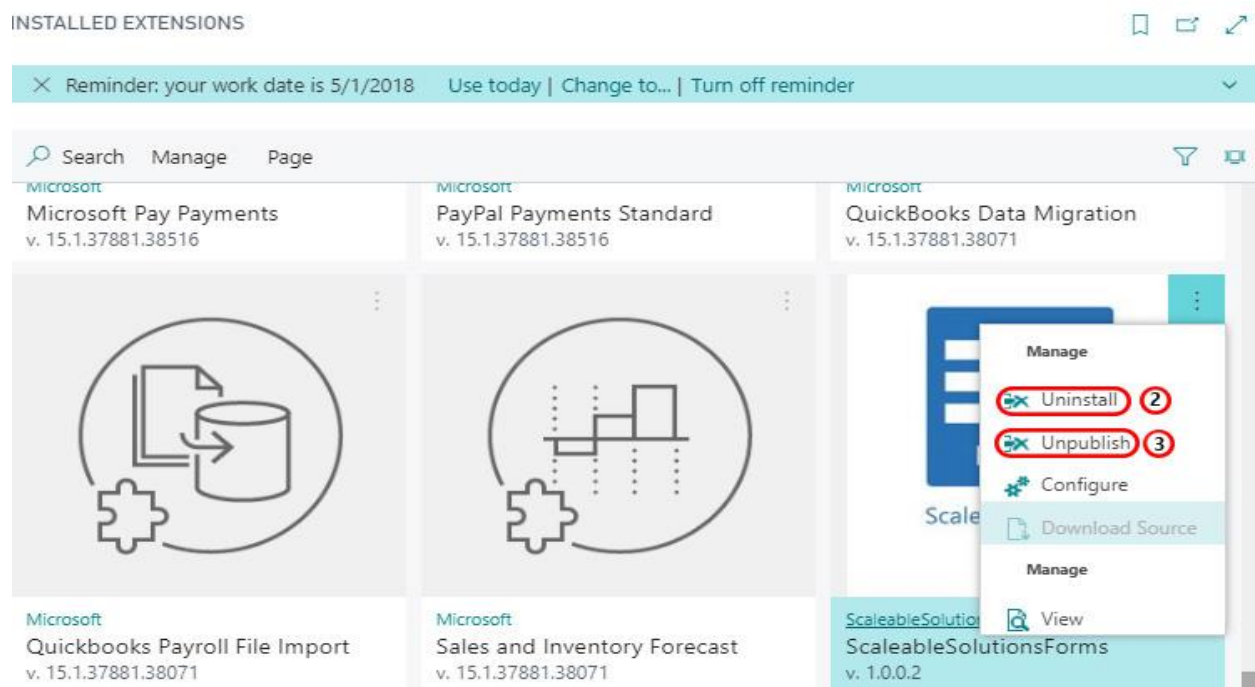 INSTALLED EXTENSIONS
Reminder: your work date is 5/1/2018 Use today | Change to... | Turn off reminder
Search Manage Page
Microsoft Microsoft Microsoft
Microsoft Pay Payments PayPal Payments Standard QuickBooks Data Migration
v. 15.1.37881.38516 v. 15.1.37881.38516 v. 15.1.37881.38071
Manage
Uninstall 2
Unpublish 3
Configure
Scale
Download Source
Manage
View
Microsoft Microsoft ScaleableSolution
Quickbooks Payroll File Import Sales and Inventory Forecast ScaleableSolutionsForms
v. 15.1.37881.38071 v. 15.1.37881.38071 v. 1.0.0.2